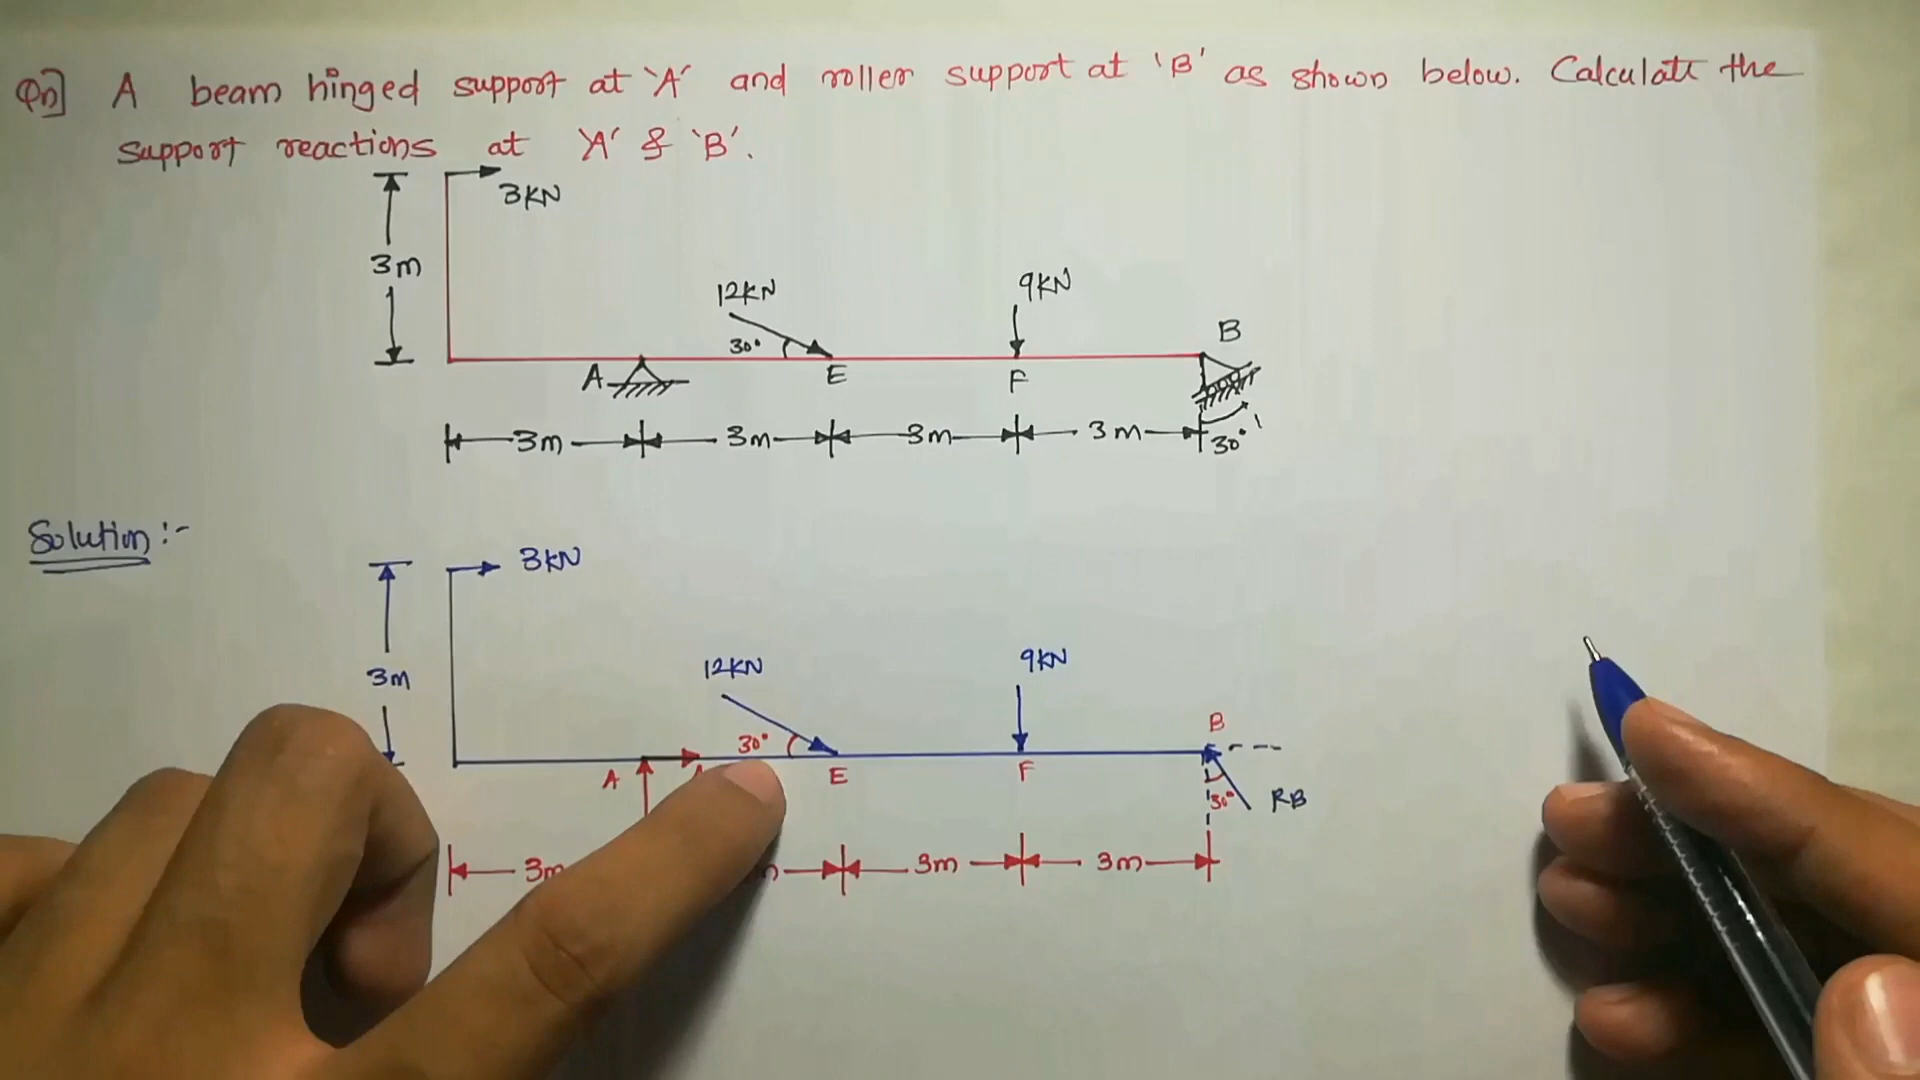 Qn] A beam hinged support at 'A' and roller support at 'B' as shown below. Calculate the
support reactions at 'A' & 'B'.
3KN
3m
12KN
9KN
30°
B
A
E
F
3m
3m
3m
3m
30°
Solution :-
3KN
3m
12KN
9KN
30°
B
A
E
F
30°
RB
3m
3m
3m